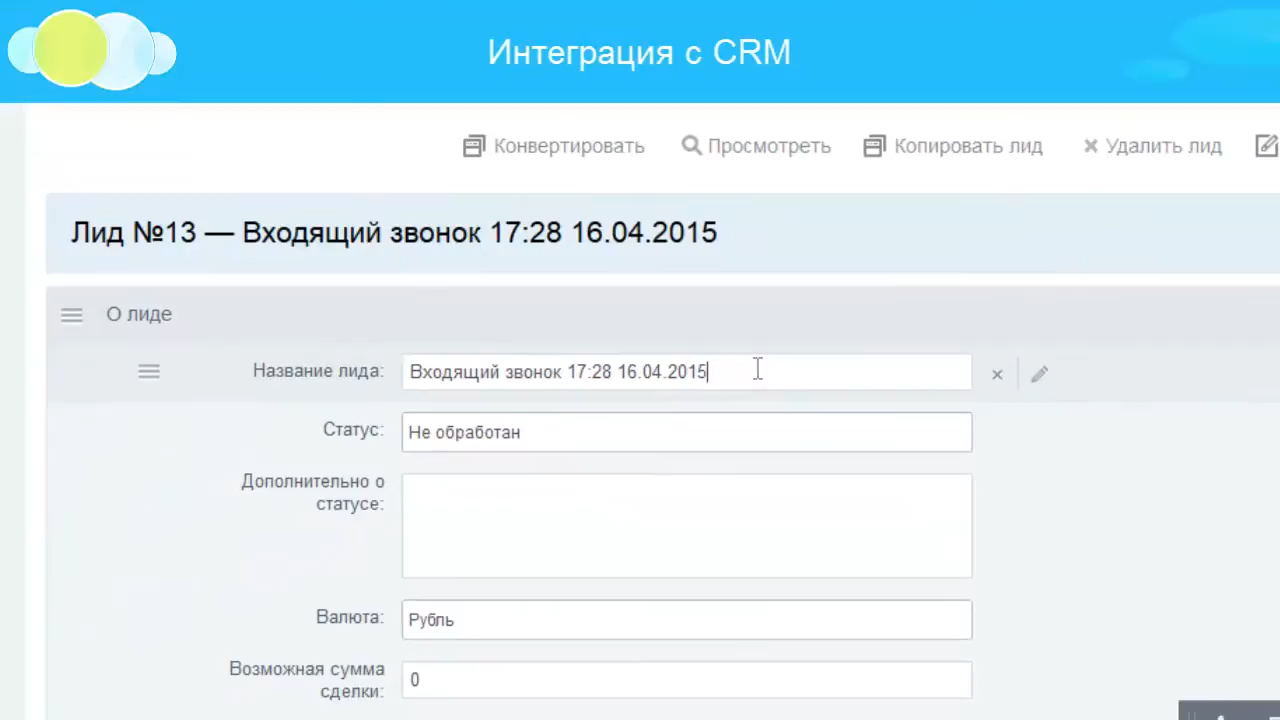 Интеграция с CRM
Конвертировать Просмотреть Копировать лид Удалить лид
Лид №13 — Входящий звонок 17:28 16.04.2015
О лиде
Название лида: Входящий звонок 17:28 16.04.2015
Статус: Не обработан
Дополнительно о
статусе:
Валюта: Рубль
Возможная сумма
сделки: 0